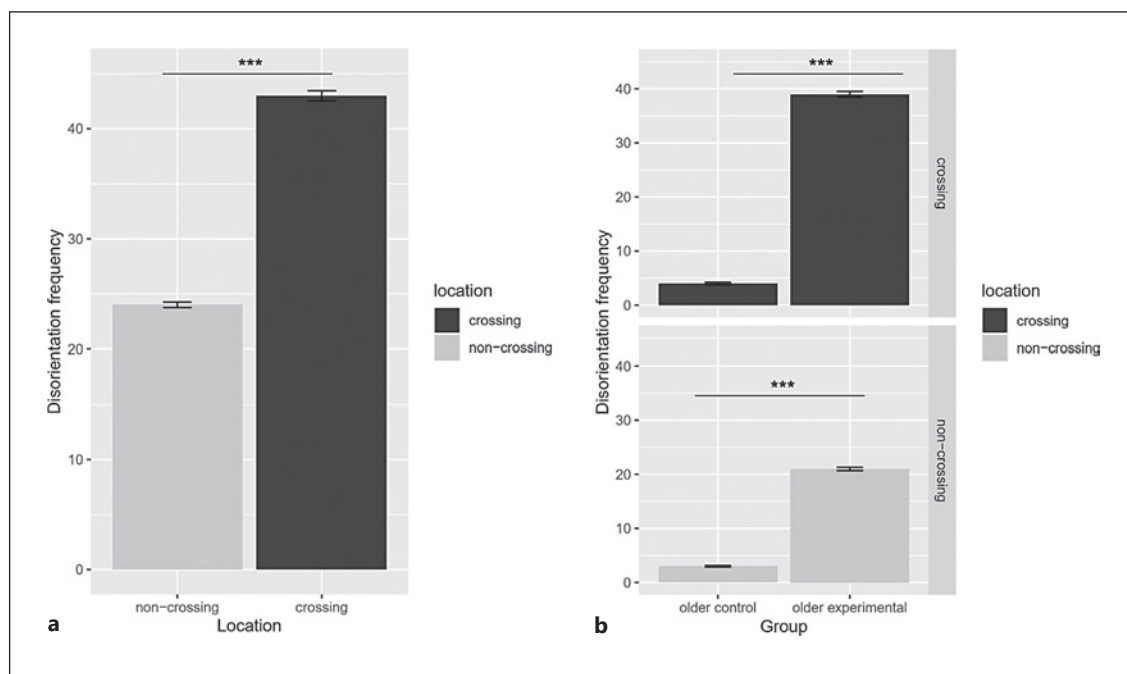 ***
40
30
20
10
0
Disorientation frequency
non−crossing
crossing
Location
location
crossing
non−crossing
a
***
40
30
20
10
0
crossing
***
40
30
20
10
0
non−crossing
Disorientation frequency
older control
older experimental
Group
location
crossing
non−crossing
b